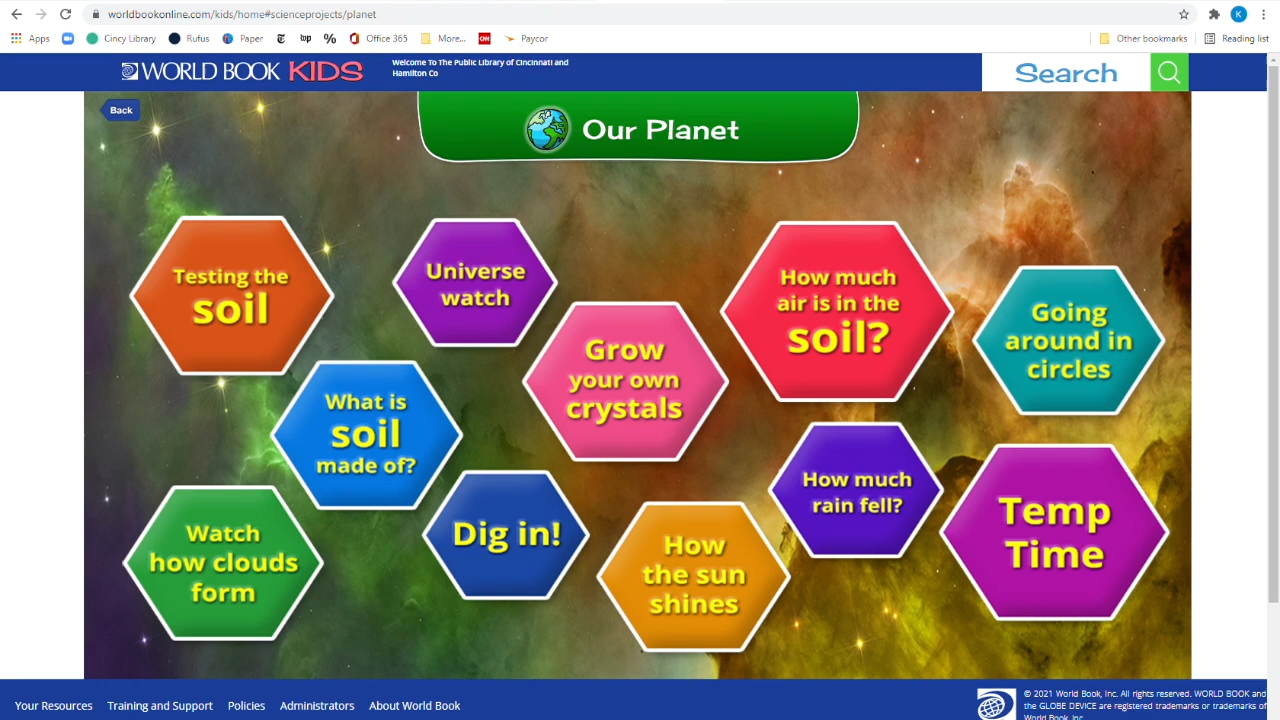 worldbookonline.com/kids/home#scienceprojects/planet
K
Apps
Cincy Library
Rufus
Paper
Office 365
More...
CNN
Paycor
Other bookmarks
Reading list
WORLD BOOK KIDS
Welcome To The Public Library of Cincinnati and
Hamilton Co
Search
Back
Our Planet
Testing the
soil
Universe
watch
How much
air is in the
soil?
Going
around in
circles
Grow
your own
crystals
What is
soil
made of?
How much
rain fell?
Temp
Time
Watch
how clouds
form
Dig in!
How
the sun
shines
Your Resources
Training and Support
Policies
Administrators
About World Book
© 2021 World Book, Inc. All rights reserved. WORLD BOOK and
the GLOBE DEVICE are registered trademarks or trademarks of
World Book, Inc.